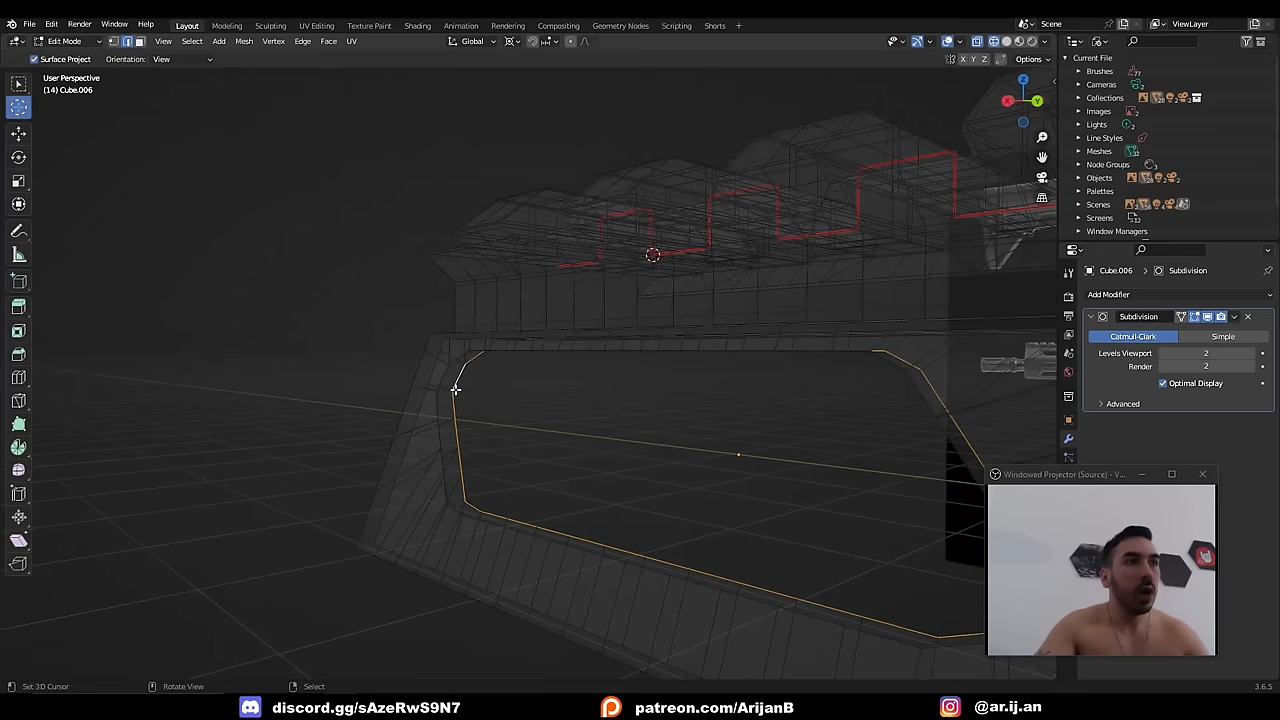 File Edit Render Window Help Layout Modeling Sculpting UV Editing Texture Paint Shading Animation Rendering Compositing Geometry Nodes Scripting Shorts + Scene ViewLayer
Edit Mode View Select Add Mesh Vertex Edge Face UV Global
Surface Project Orientation: View X Y Z Options
User Perspective
(14) Cube.006
Z
X Y
Current File
Brushes
Cameras
Collections
Images
Lights
Line Styles
Meshes
Node Groups
Objects
Palettes
Scenes
Screens
Window Managers
Cube.006 Subdivision
Add Modifier
Subdivision
Catmull-Clark Simple
Levels Viewport 2
Render 2
Optimal Display
Advanced
Windowed Projector (Source) - V...
Set 3D Cursor Rotate View Select 3.6.5
discord.gg/sAzeRwS9N7 patreon.com/ArijanB @ar.ij.an